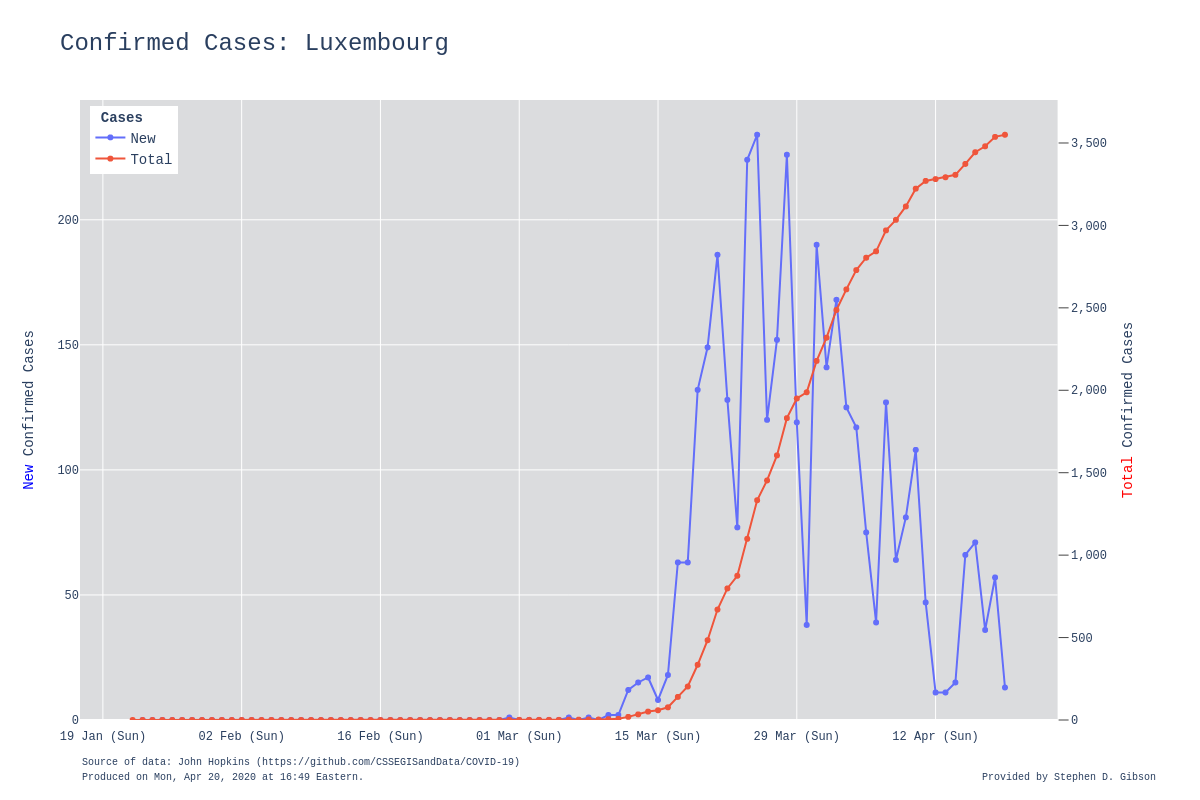 Confirmed Cases: Luxembourg
Cases
New
Total
200
150
100
50
0
New Confirmed Cases
3,500
3,000
2,500
2,000
1,500
1,000
500
0
Total Confirmed Cases
19 Jan (Sun) 02 Feb (Sun) 16 Feb (Sun) 01 Mar (Sun) 15 Mar (Sun) 29 Mar (Sun) 12 Apr (Sun)
Source of data: John Hopkins (https://github.com/CSSEGISandData/COVID-19)
Produced on Mon, Apr 20, 2020 at 16:49 Eastern.
Provided by Stephen D. Gibson